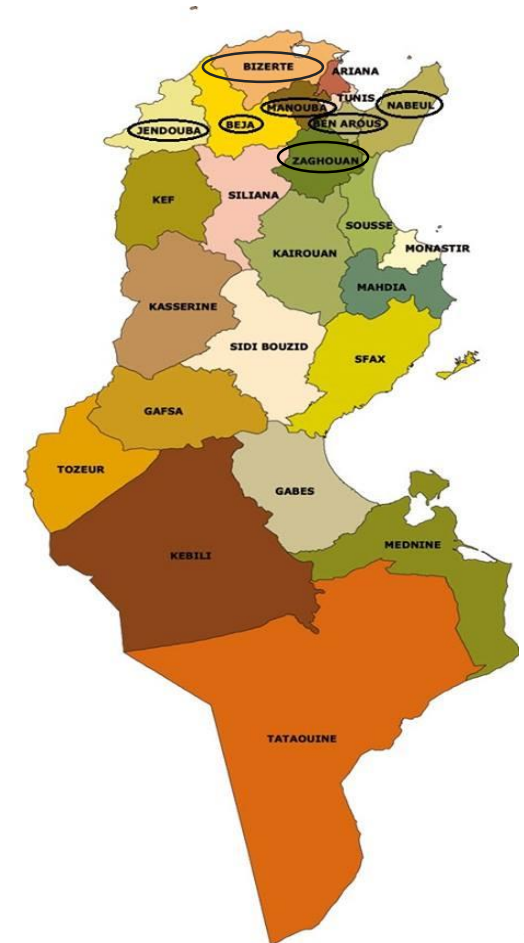 BIZERTE
ARIANA
TUNIS
MANOUBA
NABEUL
JENDOUBA
BEJA
BEN AROUS
ZAGHOUAN
KEF
SILIANA
SOUSSE
KAIROUAN
MONASTIR
MAHDIA
KASSERINE
SIDI BOUZID
SFAX
GAFSA
TOZEUR
GABES
MEDNINE
KEBILI
TATAOUINE